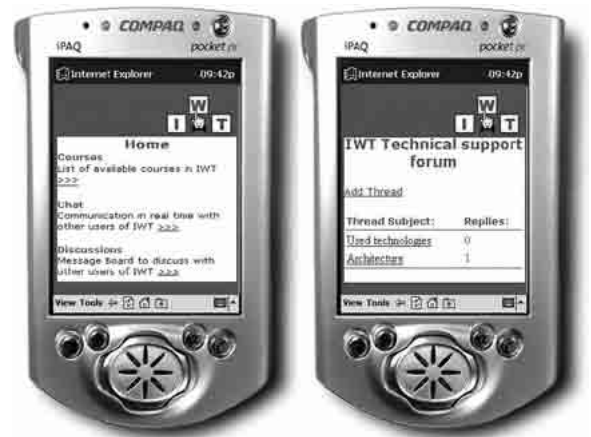 COMPAQ
iPAQ pocket pc
Internet Explorer 09:42p
W
I T
Home
Courses
List of available courses in IWT
>>>
Chat
Communication in real time with
other users of IWT >>>
Discussions
Message Board to discuss with
other users of IWT >>>
View Tools
COMPAQ
iPAQ pocket pc
Internet Explorer 09:42p
W
I T
IWT Technical support
forum
Add Thread
Thread Subject: Replies:
Used technologies 0
Architecture 1
View Tools